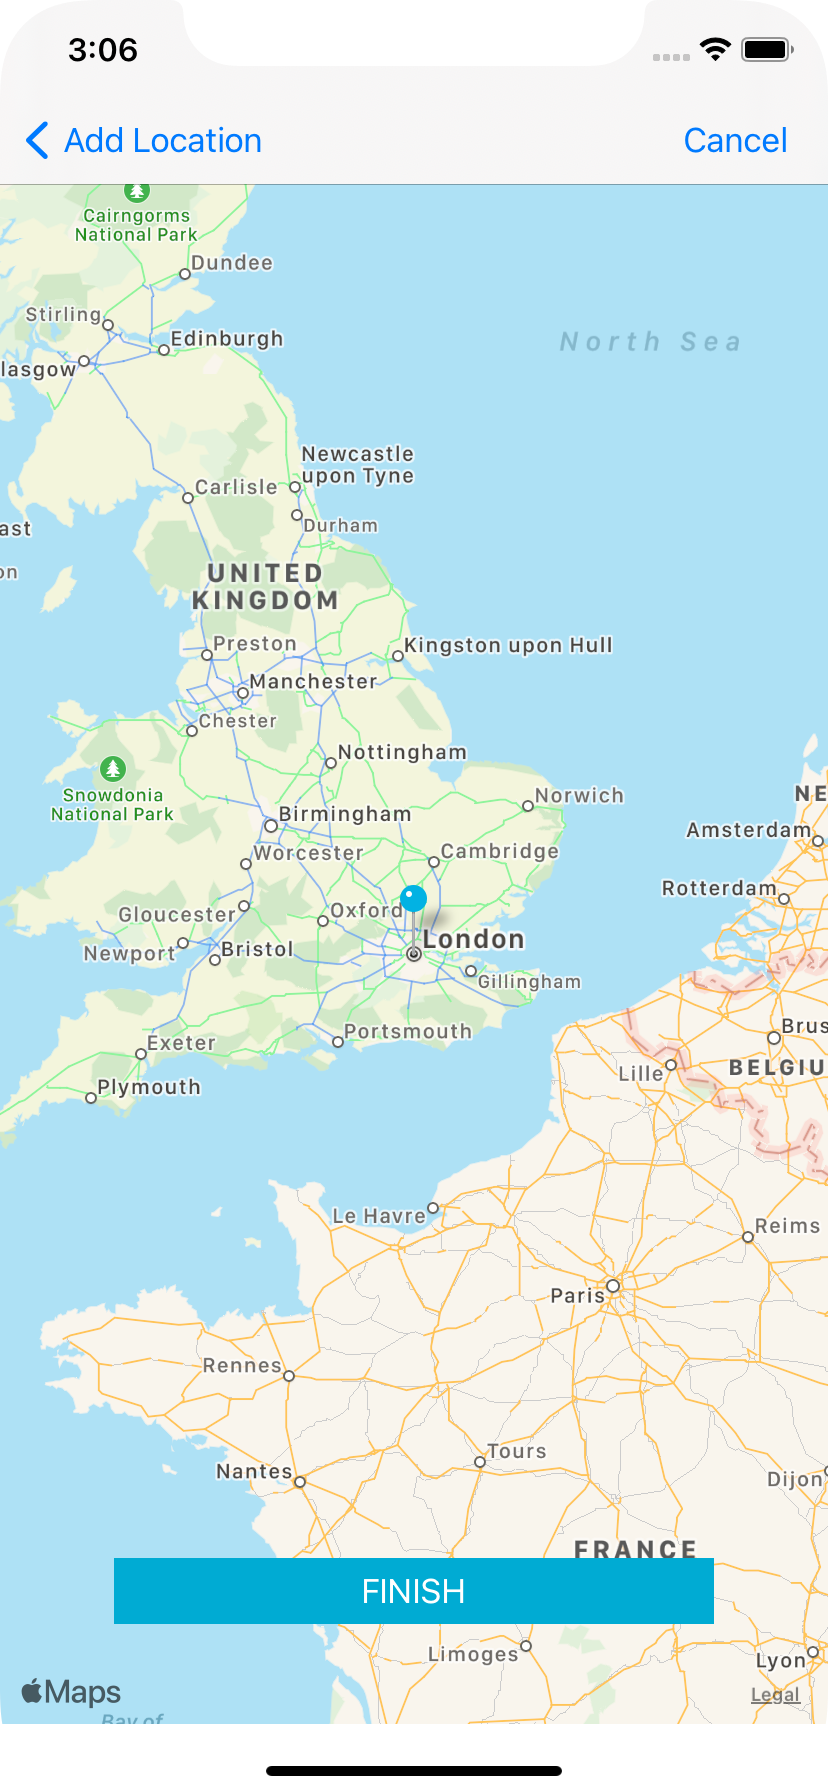 3:06
Add Location
Cancel
Cairngorms
National Park
Dundee
Stirling
North Sea
Edinburgh
lasgow
Newcastle
upon Tyne
Carlisle
Durham
ast
on
UNITED
KINGDOM
Preston
Kingston upon Hull
Manchester
Chester
Nottingham
Snowdonia
National Park
Norwich
NE
Birmingham
Amsterdam
Worcester
Cambridge
Rotterdam
Gloucester
Oxford
London
Newport
Bristol
Gillingham
Brus
Portsmouth
Exeter
Lille
BELGIU
Plymouth
Le Havre
Reims
Paris
Rennes
Tours
Nantes
Dijon
FRANCE
FINISH
Limoges
Lyon
Maps
Legal
Bay of